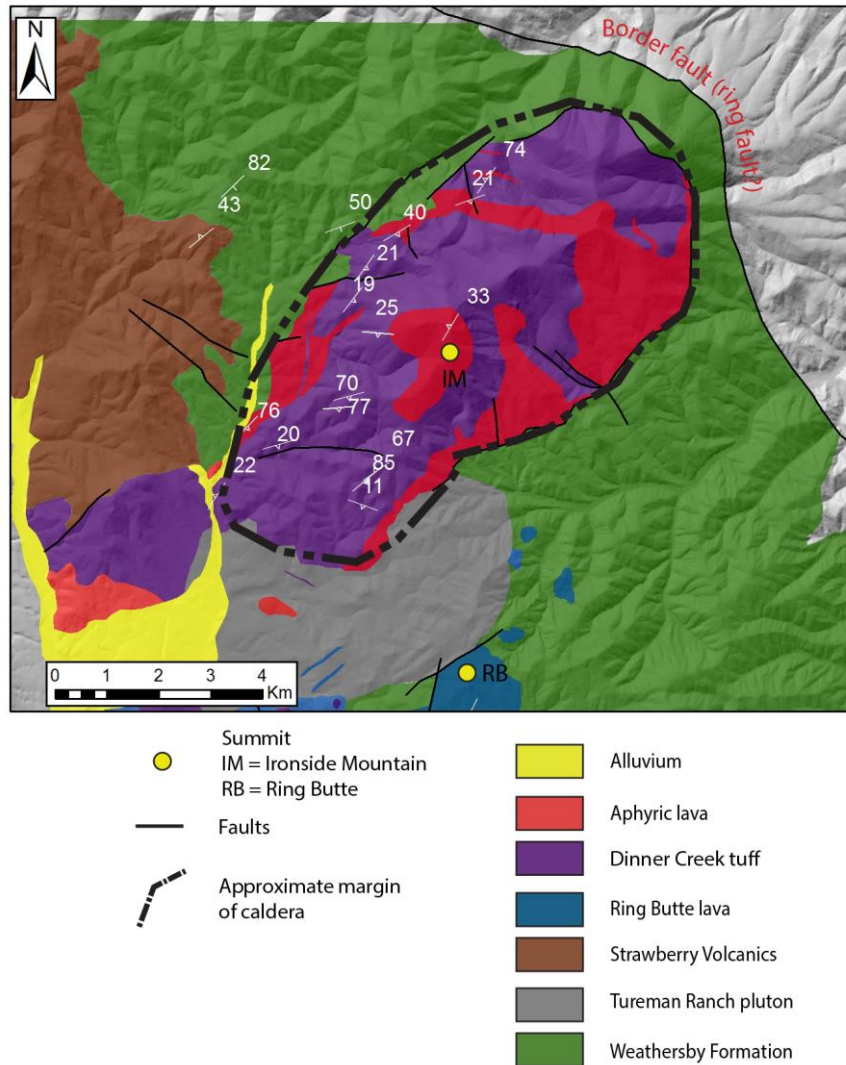 N
Border fault (ring fault?)
82
43
74
21
50
40
21
19
25
33
IM
70
77
76
20
67
22
85
11
RB
0 1 2 3 4
Km
Summit
IM = Ironside Mountain
RB = Ring Butte
Faults
Approximate margin
of caldera
Alluvium
Aphyric lava
Dinner Creek tuff
Ring Butte lava
Strawberry Volcanics
Tureman Ranch pluton
Weathersby Formation